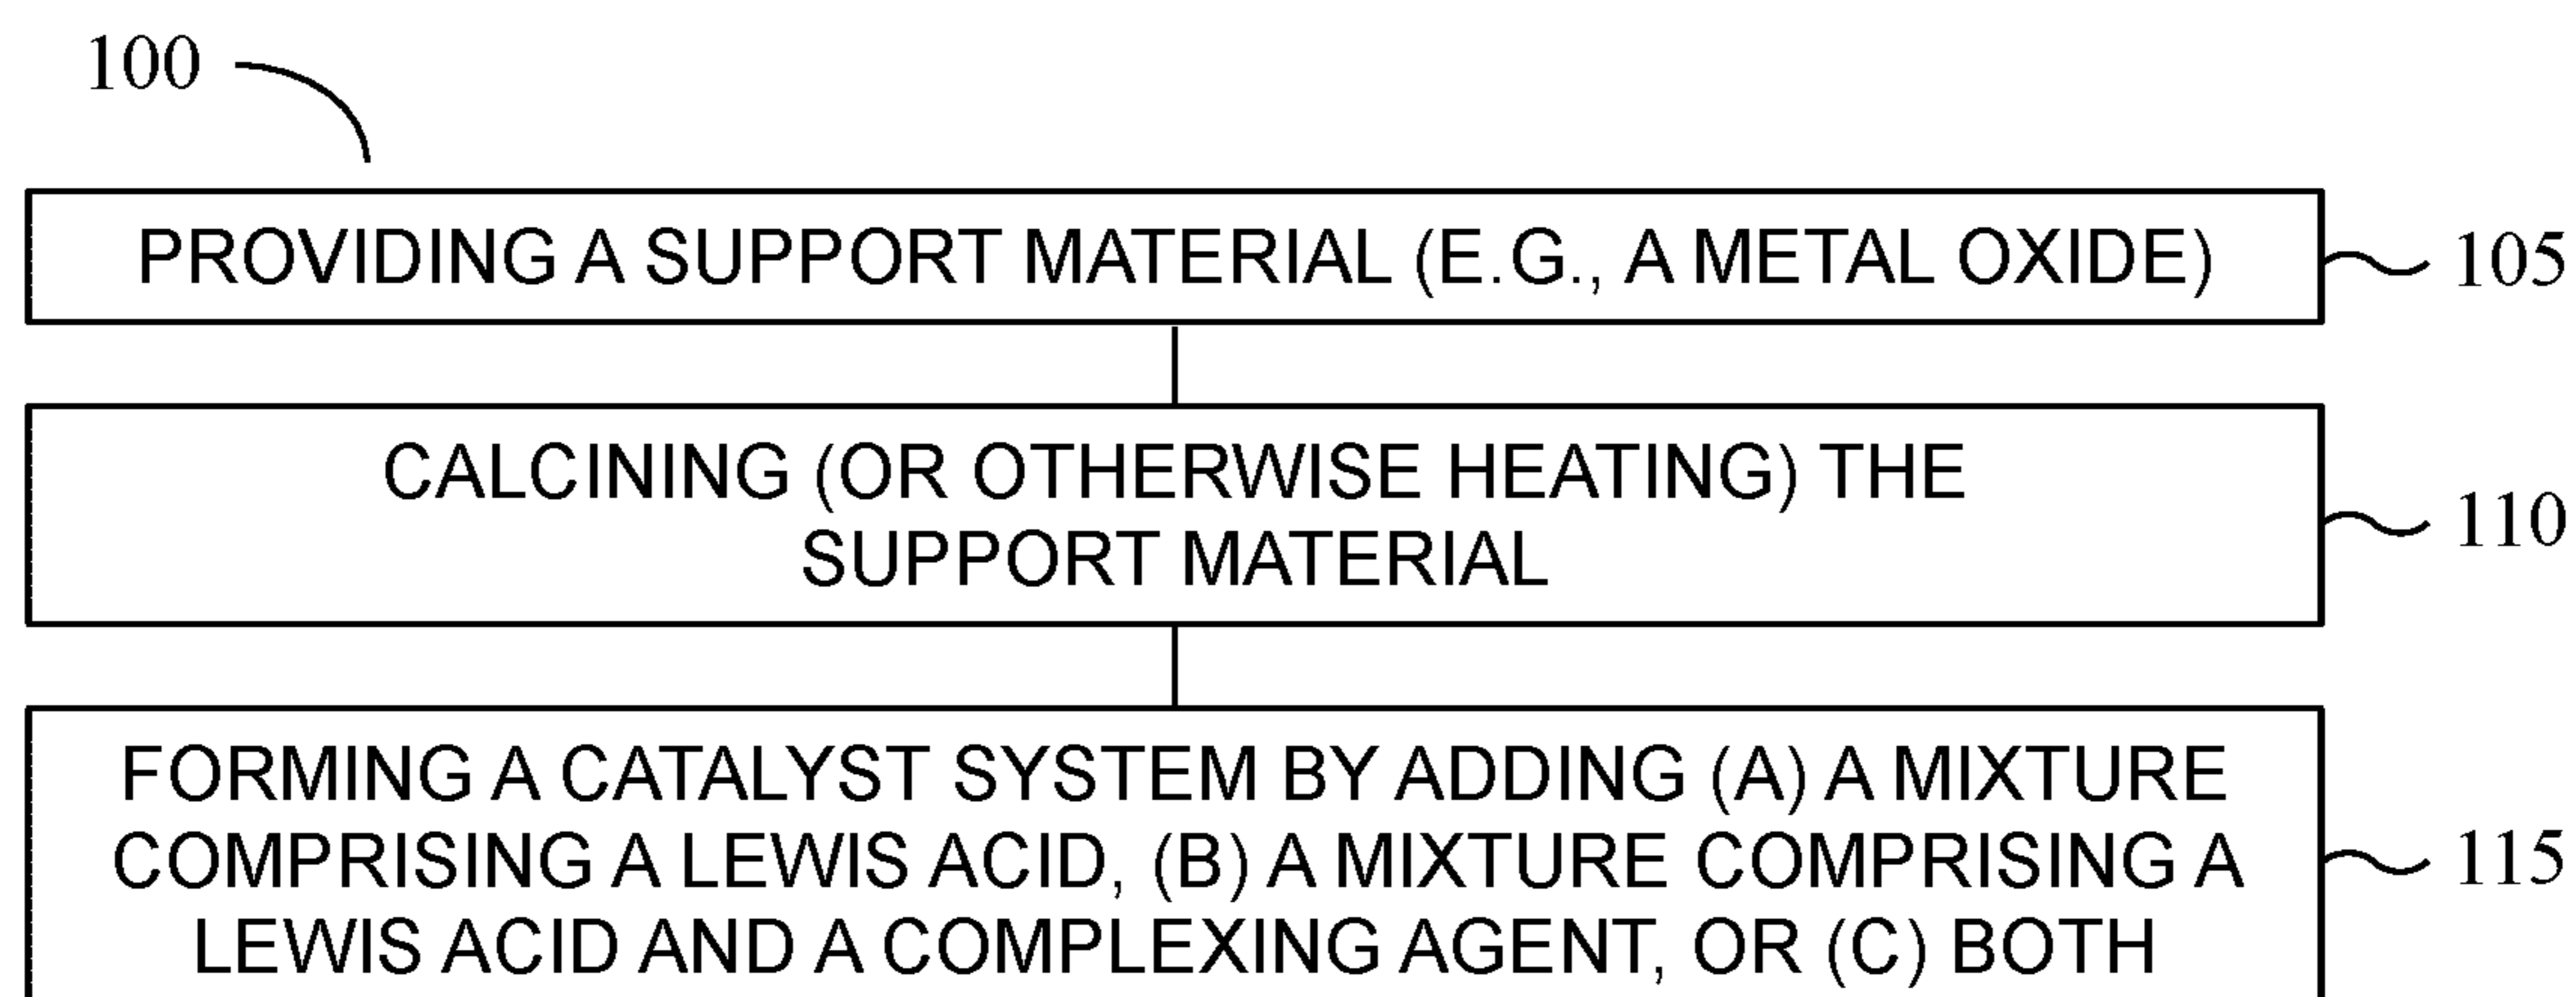 100
PROVIDING A SUPPORT MATERIAL (E.G., A METAL OXIDE)
105
CALCINING (OR OTHERWISE HEATING) THE
SUPPORT MATERIAL
110
FORMING A CATALYST SYSTEM BY ADDING (A) A MIXTURE
COMPRISING A LEWIS ACID, (B) A MIXTURE COMPRISING A
LEWIS ACID AND A COMPLEXING AGENT, OR (C) BOTH
115